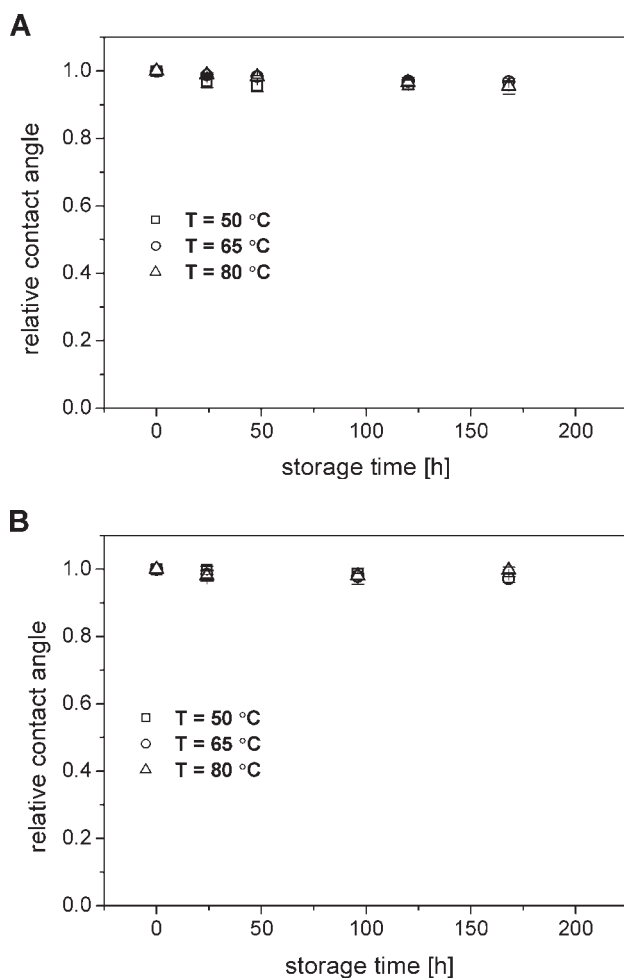 A
1.0
0.8
0.6
0.4
0.2
0.0
relative contact angle
T = 50 °C
T = 65 °C
T = 80 °C
0 50 100 150 200
storage time [h]
B
1.0
0.8
0.6
0.4
0.2
0.0
relative contact angle
T = 50 °C
T = 65 °C
T = 80 °C
0 50 100 150 200
storage time [h]